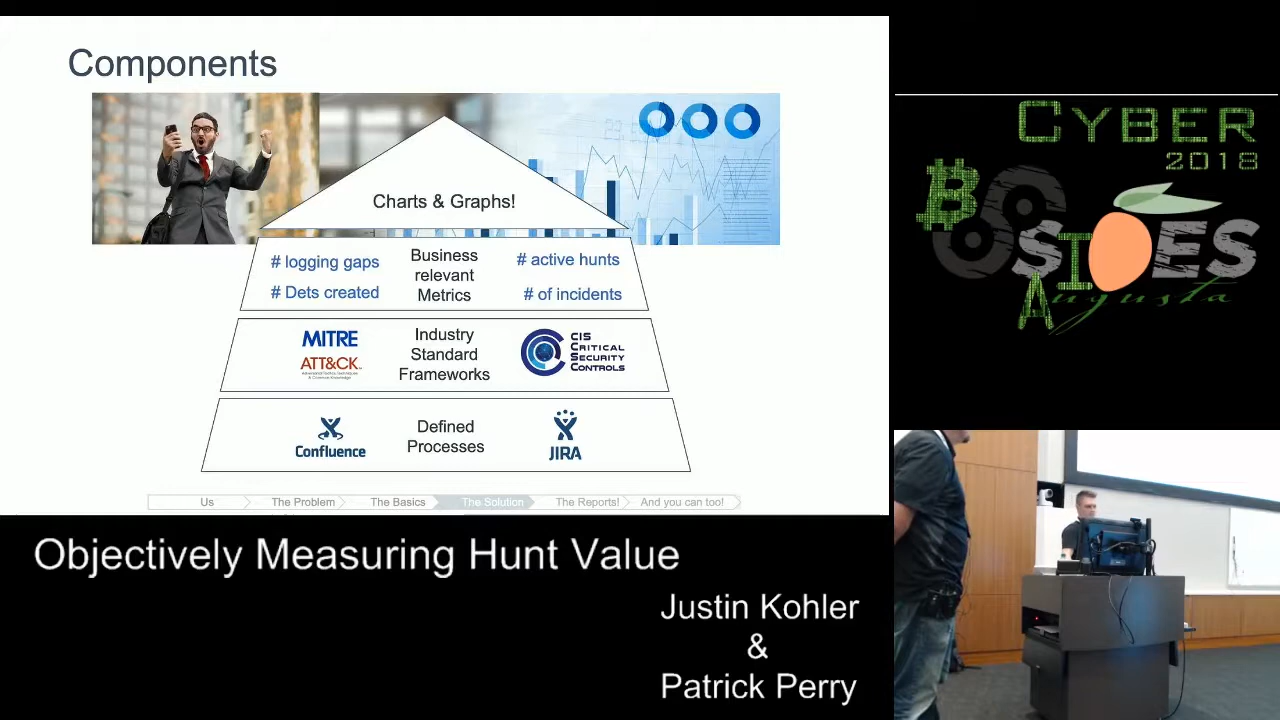 Components
Charts & Graphs!
# logging gaps
# Dets created
Business
relevant
Metrics
# active hunts
# of incidents
MITRE
ATT&CK
Industry
Standard
Frameworks
CIS
CRITICAL
SECURITY
CONTROLS
Confluence
Defined
Processes
JIRA
Us
The Problem
The Basics
The Solution
The Reports!
And you can too!
Objectively Measuring Hunt Value
Justin Kohler
&
Patrick Perry
CYBER
2018
BSIDES
Augusta